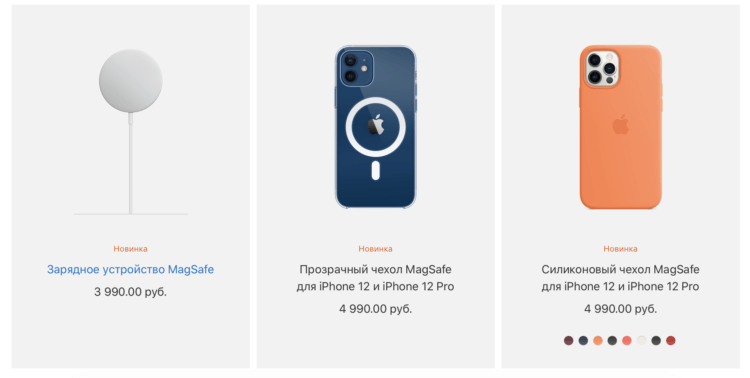 Новинка
Зарядное устройство MagSafe
3 990.00 руб.
Новинка
Прозрачный чехол MagSafe
для iPhone 12 и iPhone 12 Pro
4 990.00 руб.
Новинка
Силиконовый чехол MagSafe
для iPhone 12 и iPhone 12 Pro
4 990.00 руб.